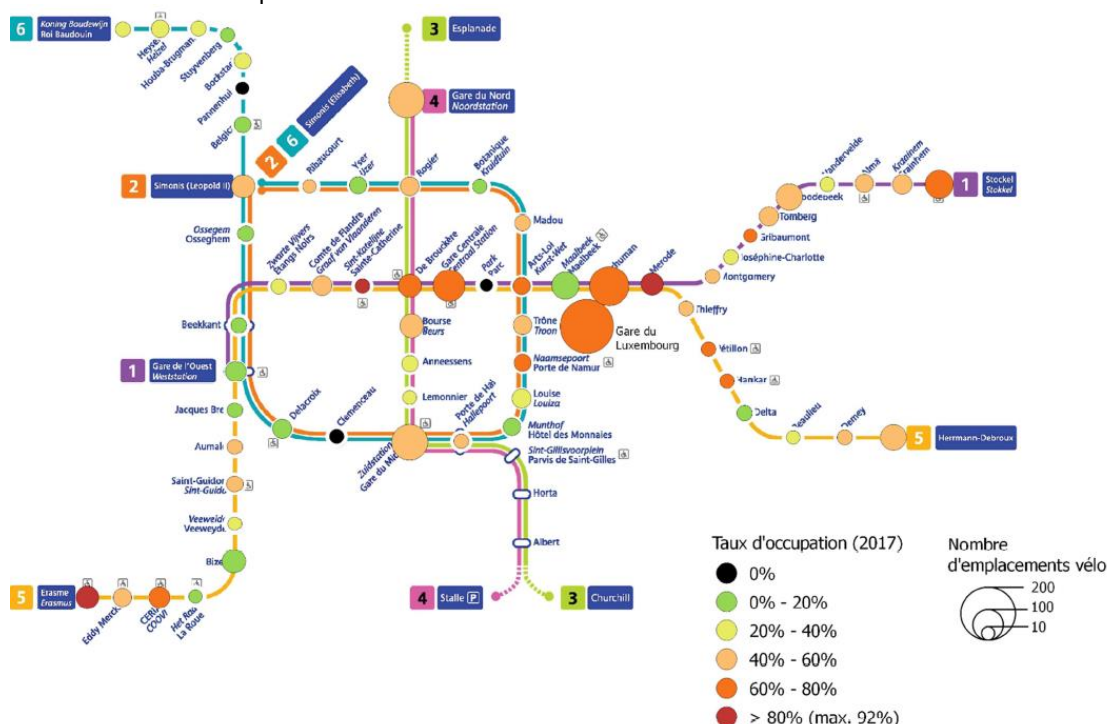 6
Koning Boudewijn
Roi Baudouin
Heysel
Heizel
Houba-Brugmann
Stuyvenberg
Bockstael
Pannenhuis
Belgica
2
6
Simonis (Elisabeth)
2
Simonis (Leopold II)
Ribaucourt
Yser
IJzer
Rogier
Botanique
Kruidtuin
Madou
3
Esplanade
4
Gare du Nord
Noordstation
Ossegem
Osseghem
Zwarte Vijvers
Étangs Noirs
Comte de Flandre
Graaf van Vlaanderen
Sint-Katelijne
Sainte-Catherine
De Brouckère
Gare Centrale
Centraal Station
Park
Parc
Arts-Loi
Kunst-Wet
Maalbeek
Maelbeek
Schuman
Merode
Montgomery
Joséphine-Charlotte
Gribaumont
Tomberg
Roodebeek
Vandervelde
Alma
Kraainem
Crainhem
1
Stockel
Stokkel
Gare du
Luxembourg
Thieffry
Pétillon
Hankar
Delta
Beaulieu
Demey
5
Herrmann-Debroux
Beekkant
1
Gare de l'Ouest
Weststation
Bourse
Beurs
Anneessens
Lemonnier
Trône
Troon
Naamsepoort
Porte de Namur
Louise
Louiza
Munthof
Hôtel des Monnaies
Porte de Hal
Hallepoort
Delacroix
Clemenceau
Zuidstation
Gare du Midi
Sint-Gillisvoorplein
Parvis de Saint-Gilles
Horta
Albert
4
Stalle P
3
Churchill
Jacques Brel
Aumale
Saint-Guidon
Sint-Guido
Veeweide
Veeweyde
Bizet
Het Rad
La Roue
CERIA
COOVI
Eddy Merckx
5
Erasme
Erasmus
Taux d'occupation (2017)
0%
0% - 20%
20% - 40%
40% - 60%
60% - 80%
> 80% (max. 92%)
Nombre
d'emplacements vélo
200
100
10